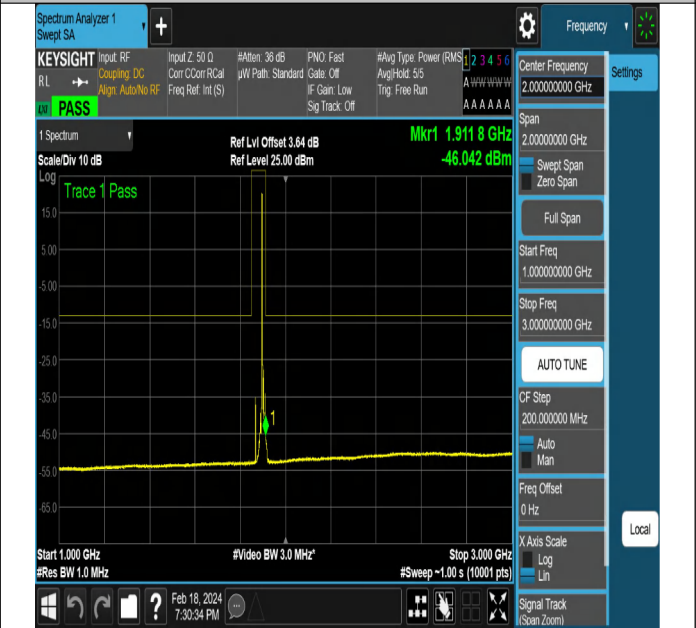 Spectrum Analyzer 1
Swept SA
+
Frequency
KEYSIGHT
RL
PASS
Input: RF
Coupling: DC
Align: Auto/No RF
Input Z: 50 Ω
Corr CCorr RCal
Freq Ref: Int (S)
#Atten: 36 dB
µW Path: Standard
PNO: Fast
Gate: Off
IF Gain: Low
Sig Track: Off
#Avg Type: Power (RMS
Avg|Hold: 5/5
Trig: Free Run
1 2 3 4 5 6
A W W W W W
A A A A A A
1 Spectrum
Scale/Div 10 dB
Ref Lvl Offset 3.64 dB
Ref Level 25.00 dBm
Mkr1 1.911 8 GHz
-46.042 dBm
Log
Trace 1 Pass
15.0
5.00
-5.00
-15.0
-25.0
-35.0
-45.0
-55.0
-65.0
1
Start 1.000 GHz
#Res BW 1.0 MHz
#Video BW 3.0 MHz*
Stop 3.000 GHz
#Sweep ~1.00 s (10001 pts)
Feb 18, 2024
7:30:34 PM
Center Frequency
2.000000000 GHz
Settings
Span
2.00000000 GHz
Swept Span
Zero Span
Full Span
Start Freq
1.000000000 GHz
Stop Freq
3.000000000 GHz
AUTO TUNE
CF Step
200.000000 MHz
Auto
Man
Freq Offset
0 Hz
X Axis Scale
Log
Lin
Local
Signal Track
(Span Zoom)